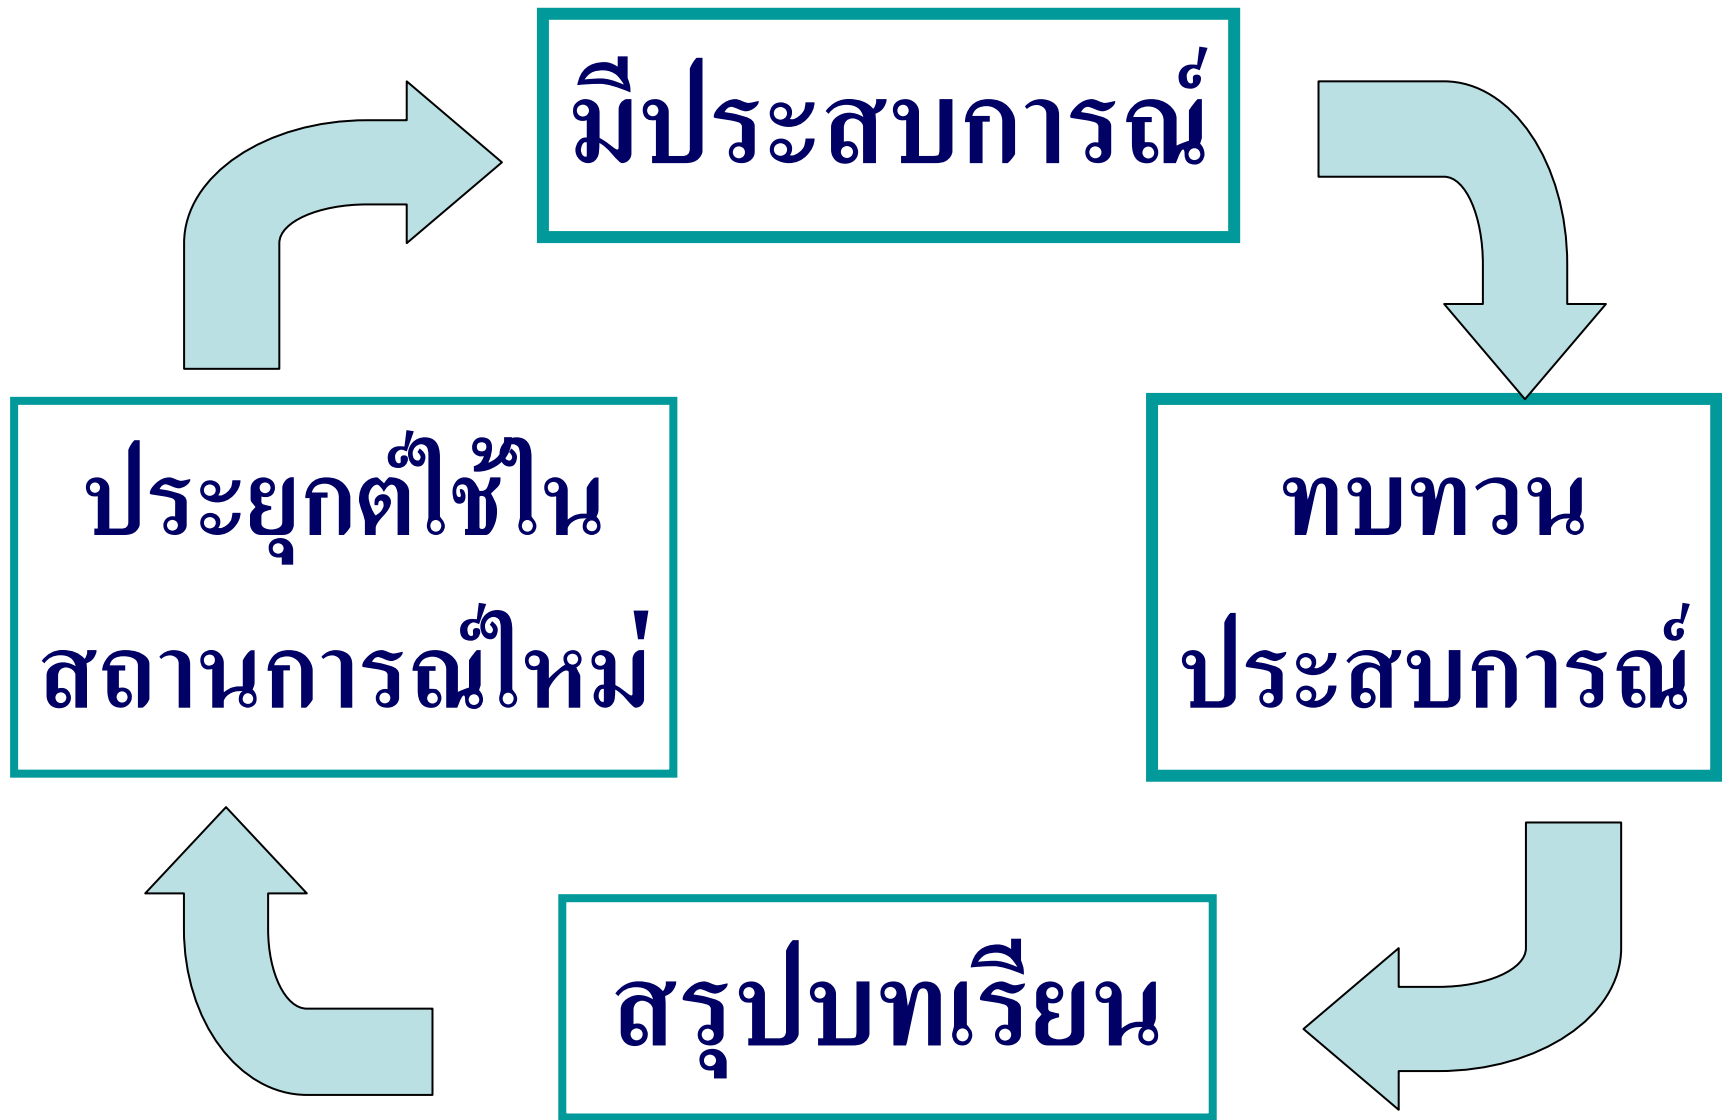 มีประสบการณ์
ประยุกต์ใช้ใน
สถานการณ์ใหม่
ทบทวน
ประสบการณ์
สรุปบทเรียน